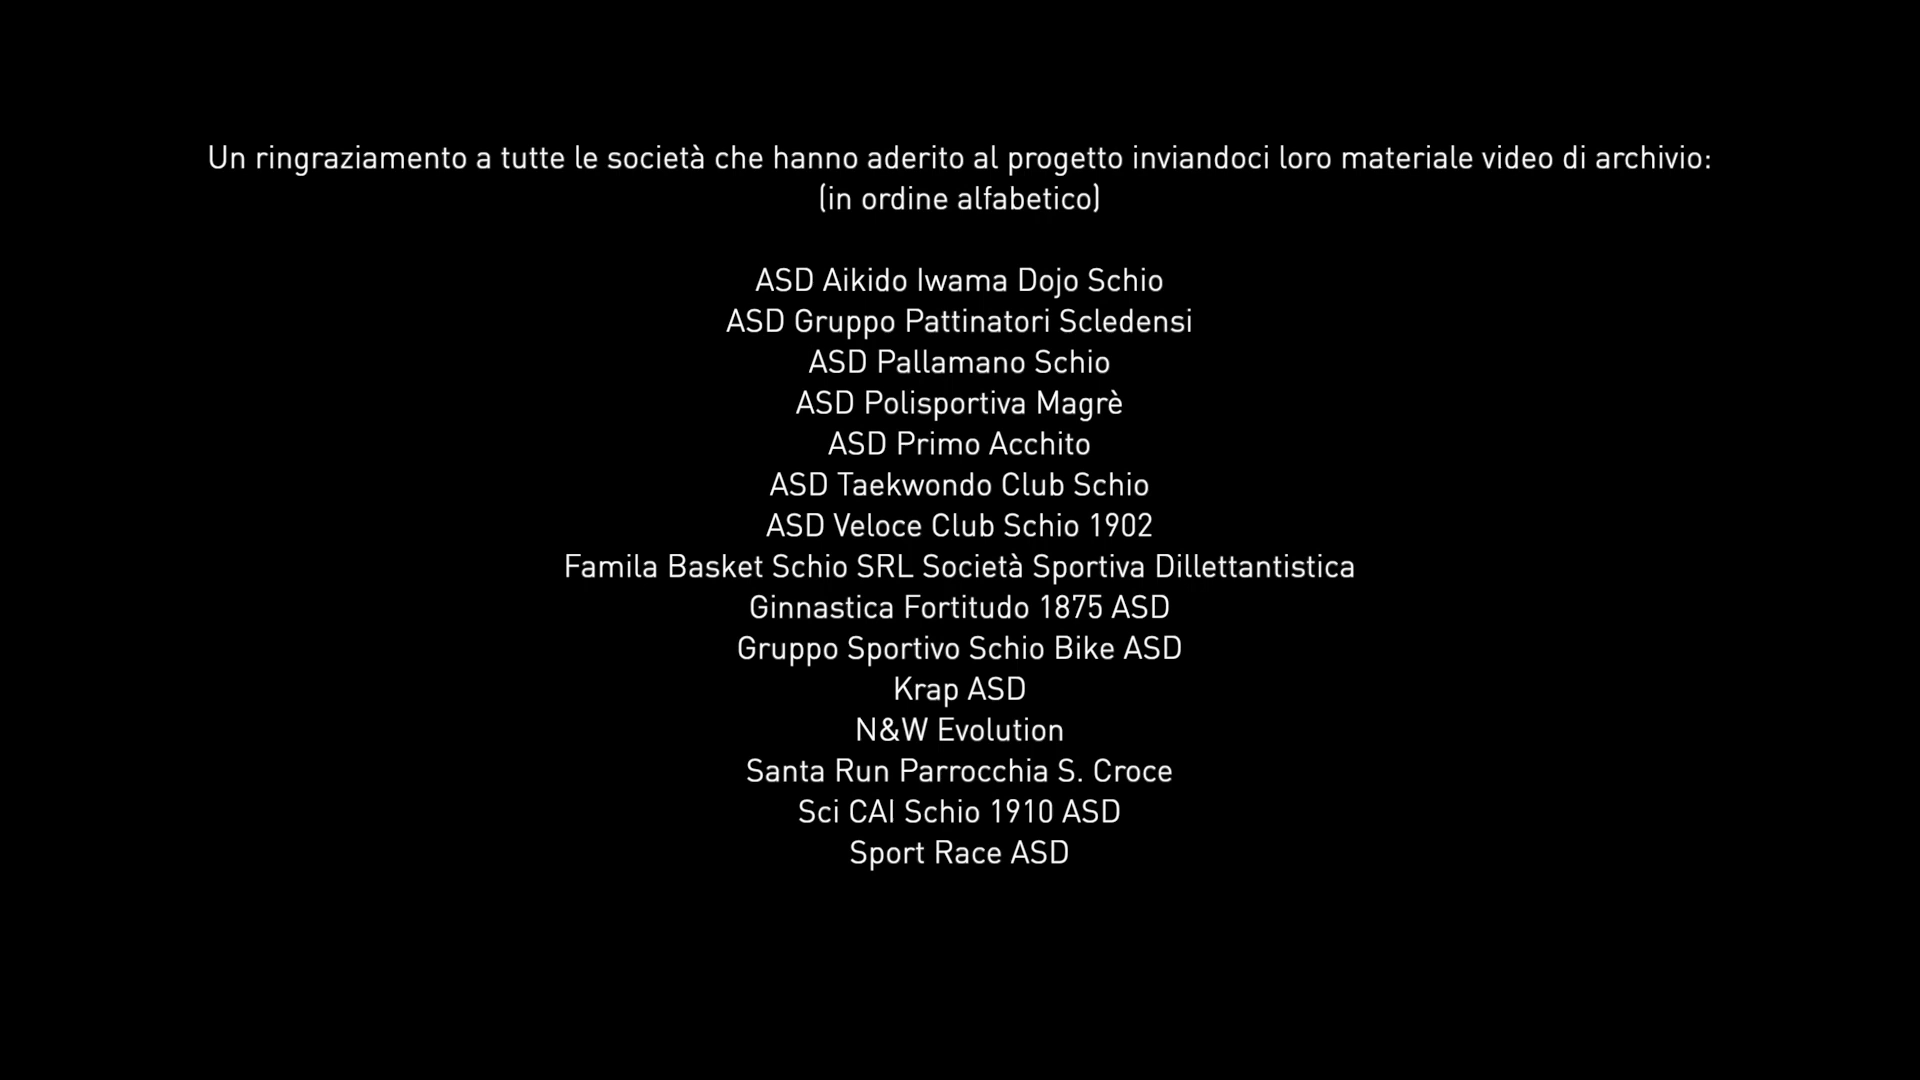 Un ringraziamento a tutte le società che hanno aderito al progetto inviandoci loro materiale video di archivio:
(in ordine alfabetico)
ASD Aikido Iwama Dojo Schio
ASD Gruppo Pattinatori Scledensi
ASD Pallamano Schio
ASD Polisportiva Magrè
ASD Primo Acchito
ASD Taekwondo Club Schio
ASD Veloce Club Schio 1902
Famila Basket Schio SRL Società Sportiva Dillettantistica
Ginnastica Fortitudo 1875 ASD
Gruppo Sportivo Schio Bike ASD
Krap ASD
N&W Evolution
Santa Run Parrocchia S. Croce
Sci CAI Schio 1910 ASD
Sport Race ASD